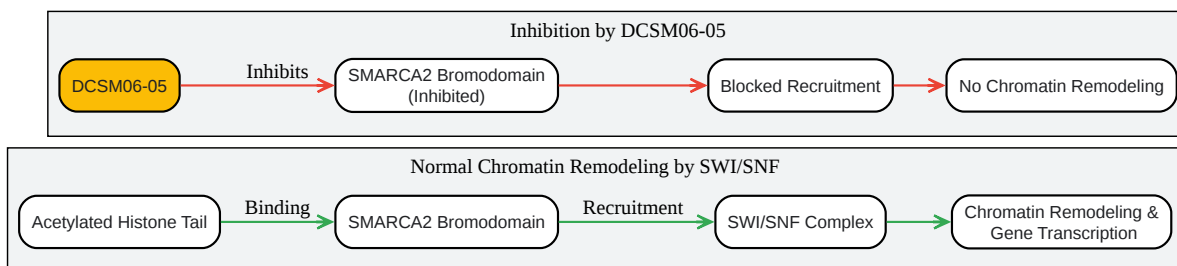 Inhibition by DCSM06-05
DCSM06-05
Inhibits
SMARCA2 Bromodomain
(Inhibited)
Blocked Recruitment
No Chromatin Remodeling
Normal Chromatin Remodeling by SWI/SNF
Acetylated Histone Tail
Binding
SMARCA2 Bromodomain
Recruitment
SWI/SNF Complex
Chromatin Remodeling &
Gene Transcription